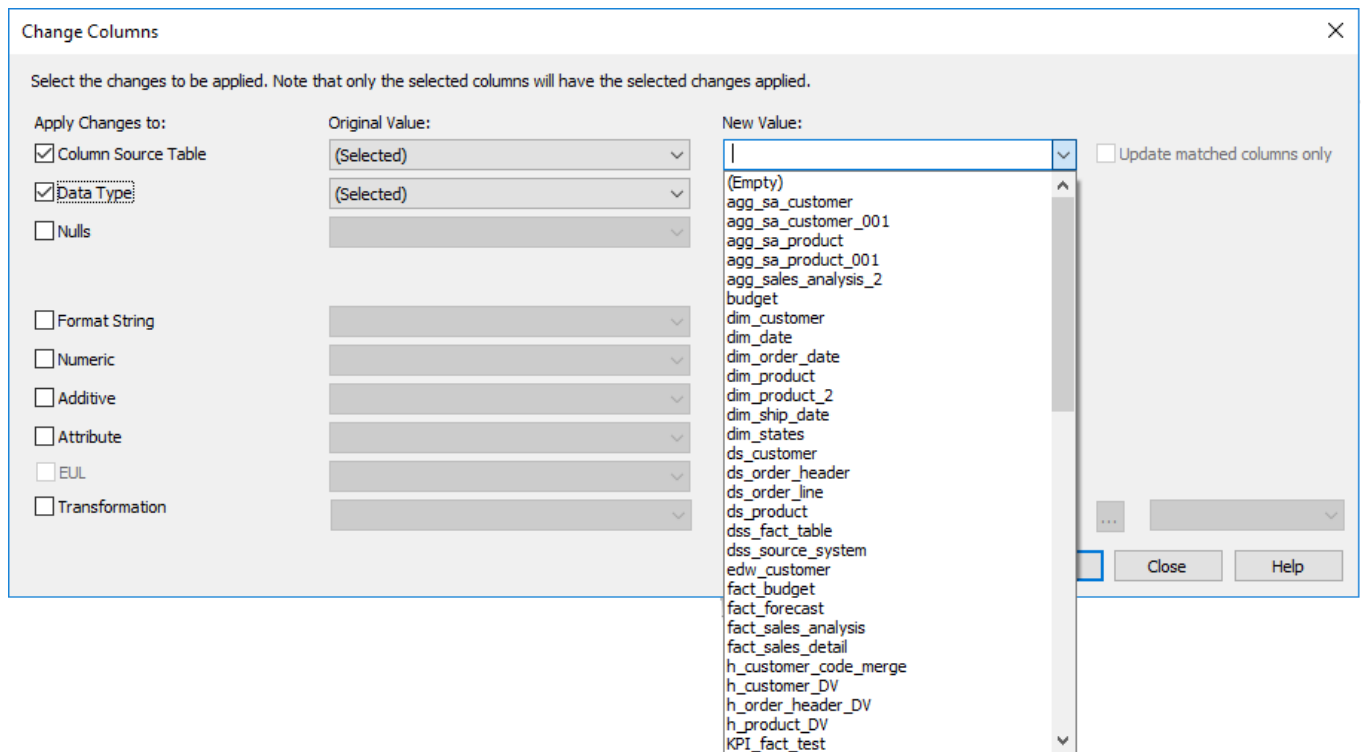 Change Columns
Select the changes to be applied. Note that only the selected columns will have the selected changes applied.
Apply Changes to: Original Value: New Value:
Column Source Table (Selected) Update matched columns only
Data Type (Selected)
Nulls
Format String
Numeric
Additive
Attribute
EUL
Transformation
(Empty)
agg_sa_customer
agg_sa_customer_001
agg_sa_product
agg_sa_product_001
agg_sales_analysis_2
budget
dim_customer
dim_date
dim_order_date
dim_product
dim_product_2
dim_ship_date
dim_states
ds_customer
ds_order_header
ds_order_line
ds_product
dss_fact_table
dss_source_system
edw_customer
fact_budget
fact_forecast
fact_sales_analysis
fact_sales_detail
h_customer_code_merge
h_customer_DV
h_order_header_DV
h_product_DV
KPI_fact_test
...
Close Help